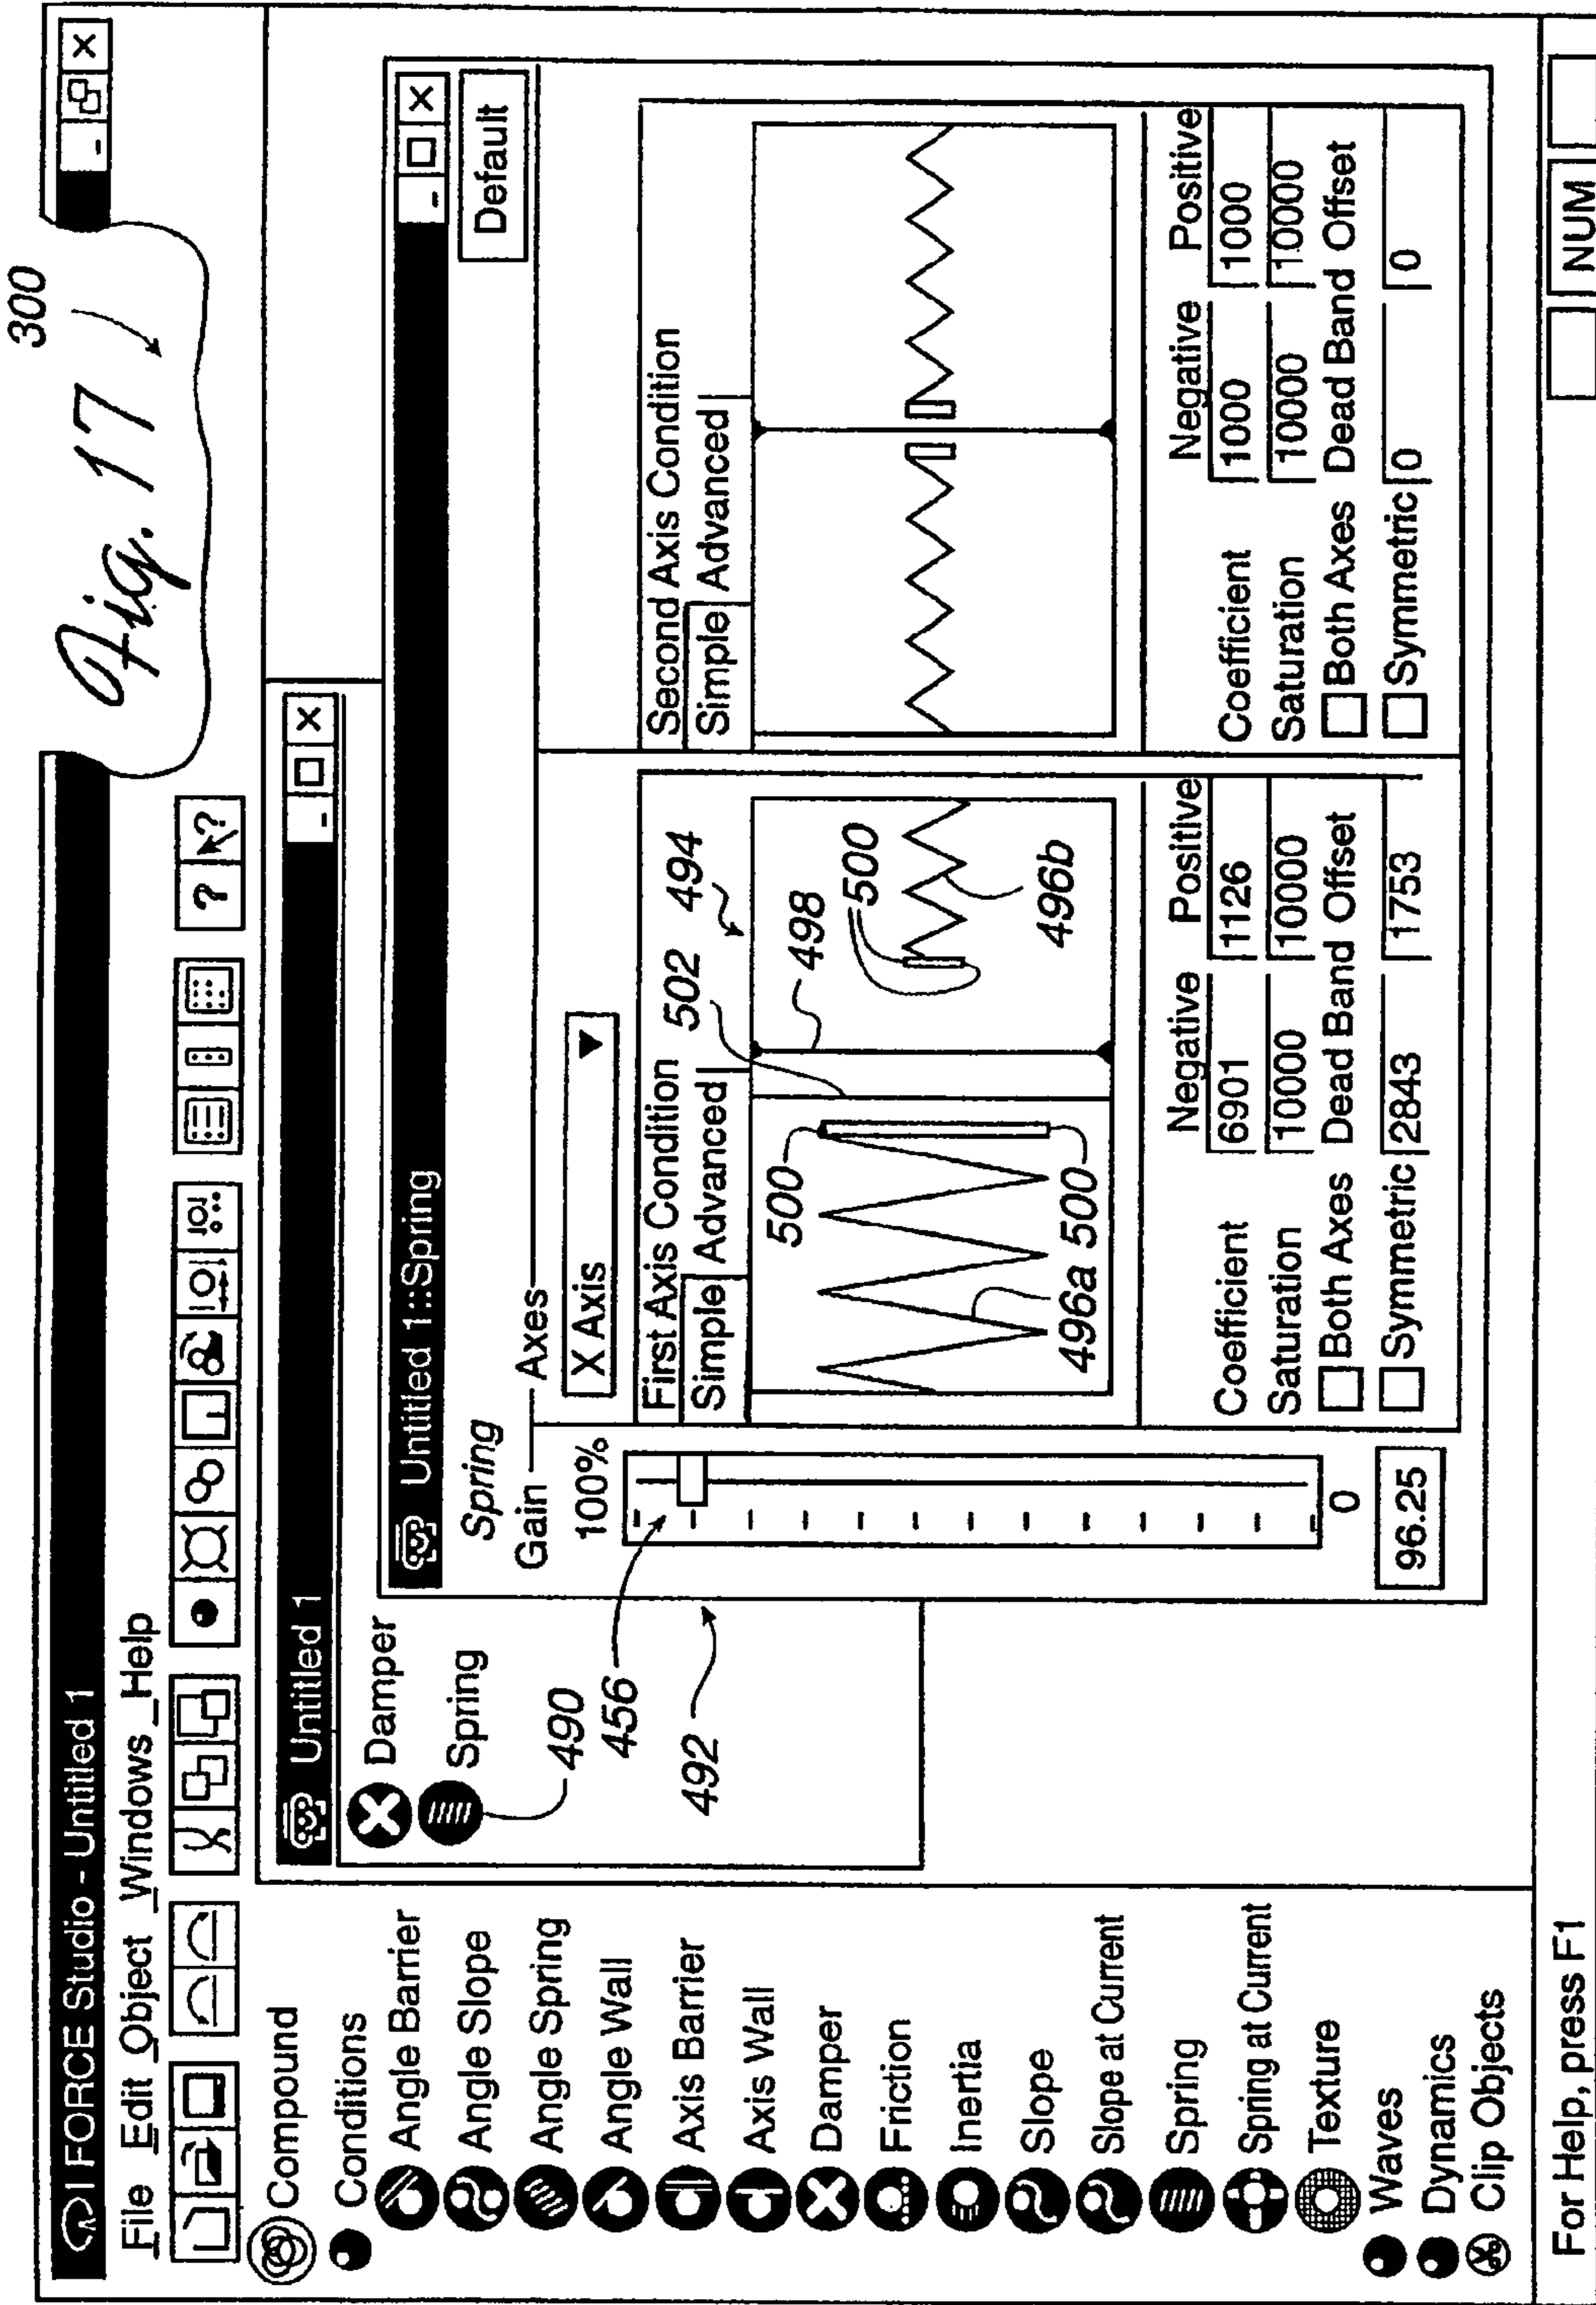 300
Fig. 17
I FORCE Studio - Untitled 1
File Edit Object Windows Help
Compound
Conditions
Angle Barrier
Angle Slope
Angle Spring
Angle Wall
Axis Barrier
Axis Wall
Damper
Friction
Inertia
Slope
Slope at Current
Spring
Spring at Current
Texture
Waves
Dynamics
Clip Objects
Untitled 1
Damper
Spring
490
456
492
Untitled 1::Spring
Spring
Default
Gain
Axes
100%
X Axis
0
96.25
First Axis Condition
Simple Advanced
502
494
498
500
500
500
496a
496b
Negative Positive
Coefficient 6901 1126
Saturation 10000 10000
Both Axes Dead Band Offset
Symmetric 2843 1753
Second Axis Condition
Simple Advanced
Negative Positive
Coefficient 1000 1000
Saturation 10000 10000
Both Axes Dead Band Offset
Symmetric 0 0
For Help, press F1
NUM